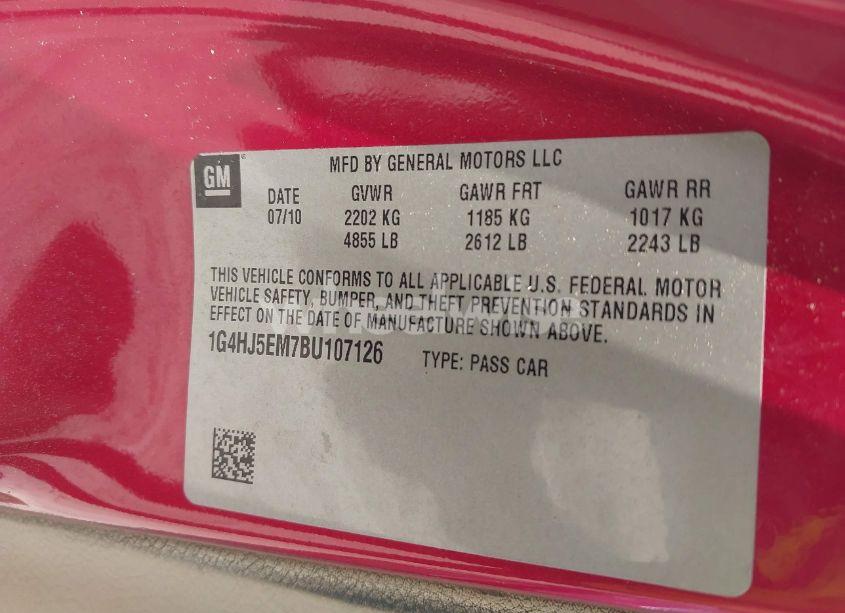 MFD BY GENERAL MOTORS LLC
GM
DATE GVWR GAWR FRT GAWR RR
07/10 2202 KG 1185 KG 1017 KG
4855 LB 2612 LB 2243 LB
THIS VEHICLE CONFORMS TO ALL APPLICABLE U.S. FEDERAL MOTOR
VEHICLE SAFETY, BUMPER, AND THEFT PREVENTION STANDARDS IN
EFFECT ON THE DATE OF MANUFACTURE SHOWN ABOVE.
1G4HJ5EM7BU107126 TYPE: PASS CAR